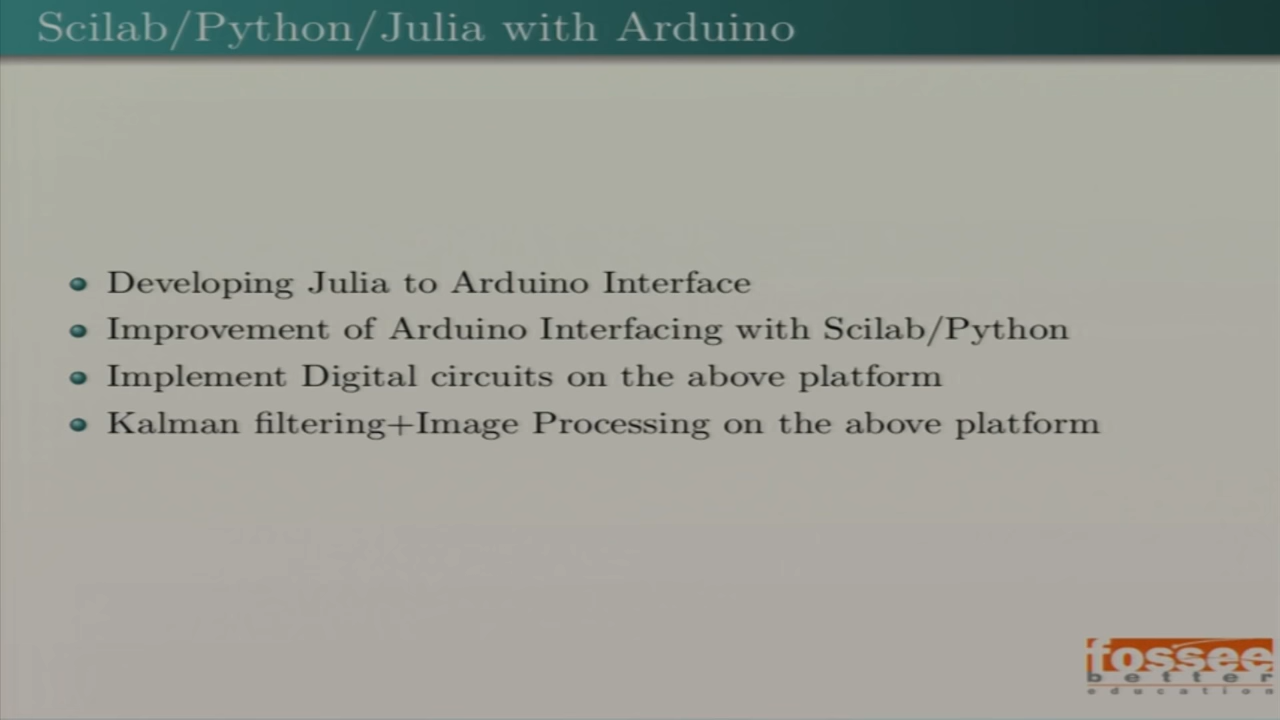 Scilab/Python/Julia with Arduino
Developing Julia to Arduino Interface
Improvement of Arduino Interfacing with Scilab/Python
Implement Digital circuits on the above platform
Kalman filtering+Image Processing on the above platform
fossee
better
education